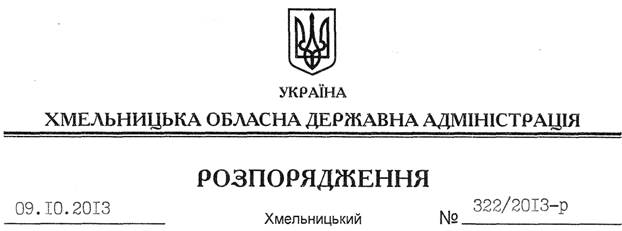 УКРАЇНА
ХМЕЛЬНИЦЬКА ОБЛАСНА ДЕРЖАВНА АДМІНІСТРАЦІЯ
РОЗПОРЯДЖЕННЯ
09.10.2013 Хмельницький № 322/2013-р